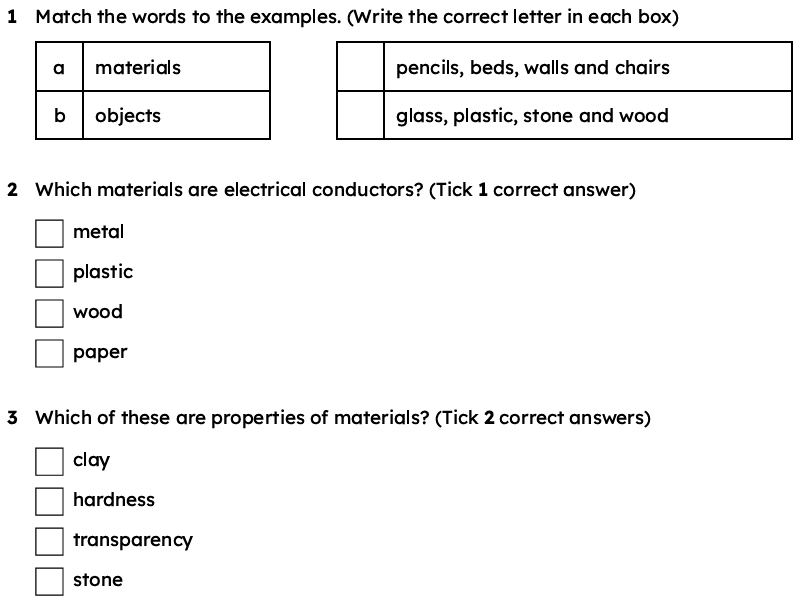 1 Match the words to the examples. (Write the correct letter in each box)
a materials
b objects
pencils, beds, walls and chairs
glass, plastic, stone and wood
2 Which materials are electrical conductors? (Tick 1 correct answer)
metal
plastic
wood
paper
3 Which of these are properties of materials? (Tick 2 correct answers)
clay
hardness
transparency
stone